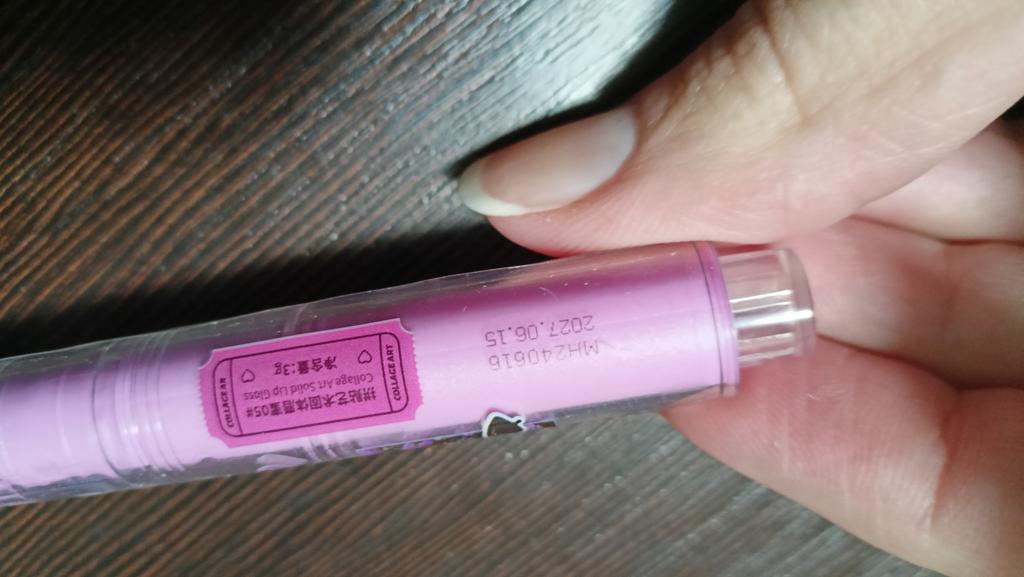 拼贴艺术固体唇蜜05#
Collage Art Solid Lip Gloss
净含量:3g
COLLAGE ART
COLLAGE AR
MH240616
2027.06.15